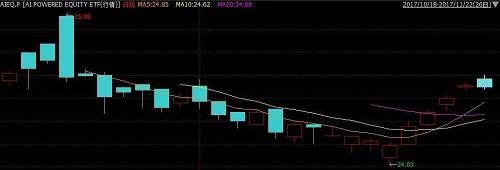 AIEQ.P [AI POWERED EQUITY ETF(行情)] 日线 MA5:24.85 MA10:24.62 MA20:24.69 2017/10/18-2017/11/22(26日)
25.89
24.03